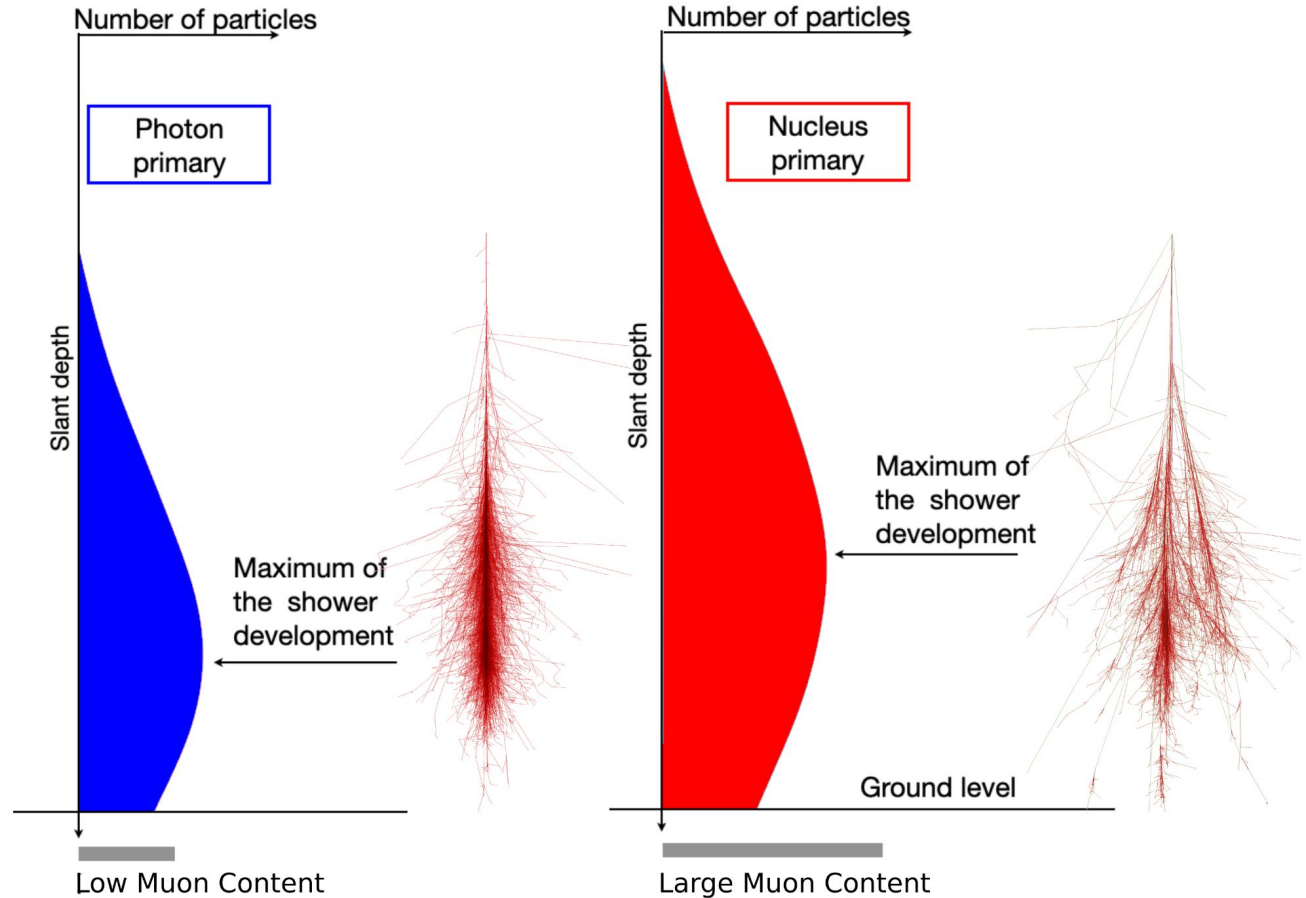 Number of particles
Photon
primary
Slant depth
Maximum of
the shower
development
Low Muon Content
Number of particles
Nucleus
primary
Slant depth
Maximum of
the shower
development
Ground level
Large Muon Content